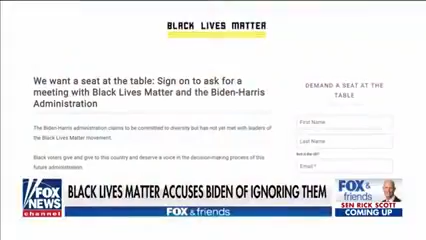 BLACK LIVES MATTER
We want a seat at the table: Sign on to ask for a
meeting with Black Lives Matter and the Biden-Harris
Administration
The Biden-Harris administration claims to be committed to diversity but has not yet met with leaders of
the Black Lives Matter movement.
Black voters give and give to this country and deserve a voice in the decision-making process of this
future administration.
DEMAND A SEAT AT
THE TABLE
First Name
Last Name
Email *
FOX
NEWS
channel
BLACK LIVES MATTER ACCUSES BIDEN OF IGNORING THEM
FOX & friends
FOX
& friends
SEN RICK SCOTT
COMING UP